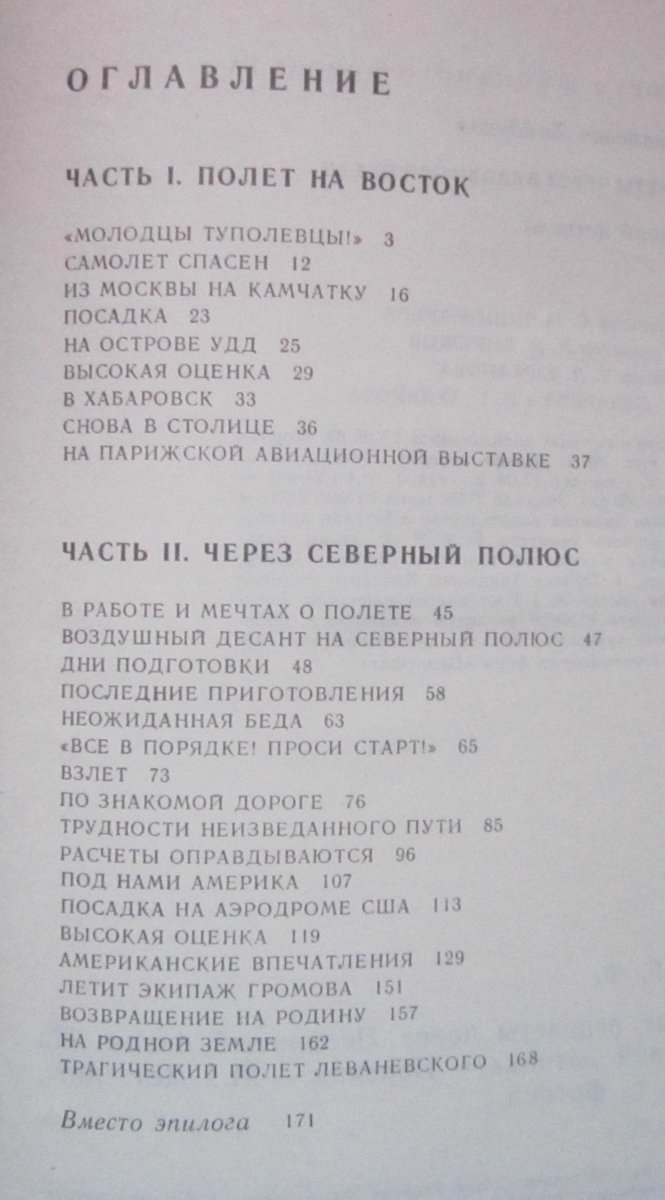 ОГЛАВЛЕНИЕ
ЧАСТЬ I. ПОЛЕТ НА ВОСТОК
«МОЛОДЦЫ ТУПОЛЕВЦЫ!» 3
САМОЛЕТ СПАСЕН 12
ИЗ МОСКВЫ НА КАМЧАТКУ 16
ПОСАДКА 23
НА ОСТРОВЕ УДД 25
ВЫСОКАЯ ОЦЕНКА 29
В ХАБАРОВСК 33
СНОВА В СТОЛИЦЕ 36
НА ПАРИЖСКОЙ АВИАЦИОННОЙ ВЫСТАВКЕ 37
ЧАСТЬ II. ЧЕРЕЗ СЕВЕРНЫЙ ПОЛЮС
В РАБОТЕ И МЕЧТАХ О ПОЛЕТЕ 45
ВОЗДУШНЫЙ ДЕСАНТ НА СЕВЕРНЫЙ ПОЛЮС 47
ДНИ ПОДГОТОВКИ 48
ПОСЛЕДНИЕ ПРИГОТОВЛЕНИЯ 58
НЕОЖИДАННАЯ БЕДА 63
«ВСЕ В ПОРЯДКЕ! ПРОСИ СТАРТ!» 65
ВЗЛЕТ 73
ПО ЗНАКОМОЙ ДОРОГЕ 76
ТРУДНОСТИ НЕИЗВЕДАННОГО ПУТИ 85
РАСЧЕТЫ ОПРАВДЫВАЮТСЯ 96
ПОД НАМИ АМЕРИКА 107
ПОСАДКА НА АЭРОДРОМЕ США 113
ВЫСОКАЯ ОЦЕНКА 119
АМЕРИКАНСКИЕ ВПЕЧАТЛЕНИЯ 129
ЛЕТИТ ЭКИПАЖ ГРОМОВА 151
ВОЗВРАЩЕНИЕ НА РОДИНУ 157
НА РОДНОЙ ЗЕМЛЕ 162
ТРАГИЧЕСКИЙ ПОЛЕТ ЛЕВАНЕВСКОГО 168
Вместо эпилога 171